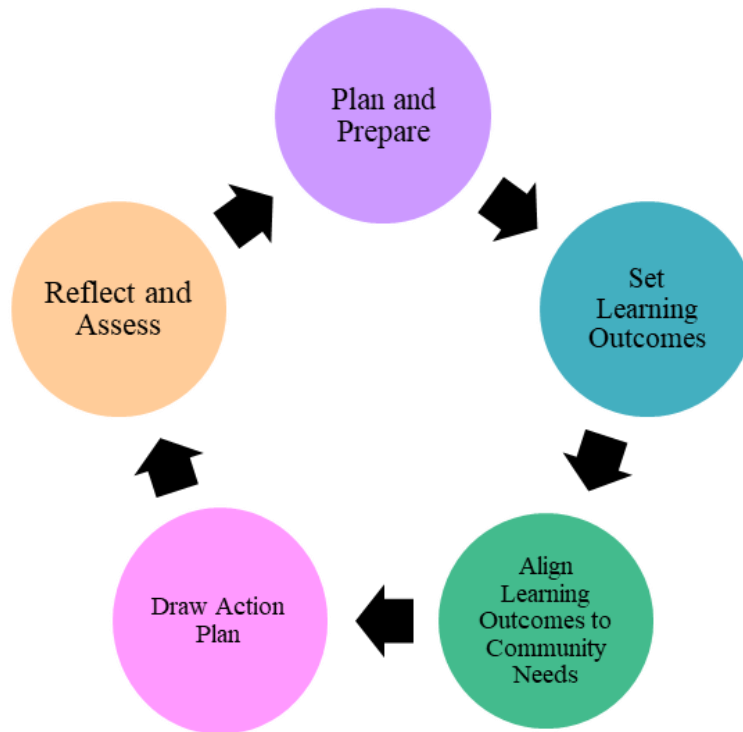 Plan and
Prepare
Set
Learning
Outcomes
Align
Learning
Outcomes to
Community
Needs
Draw Action
Plan
Reflect and
Assess